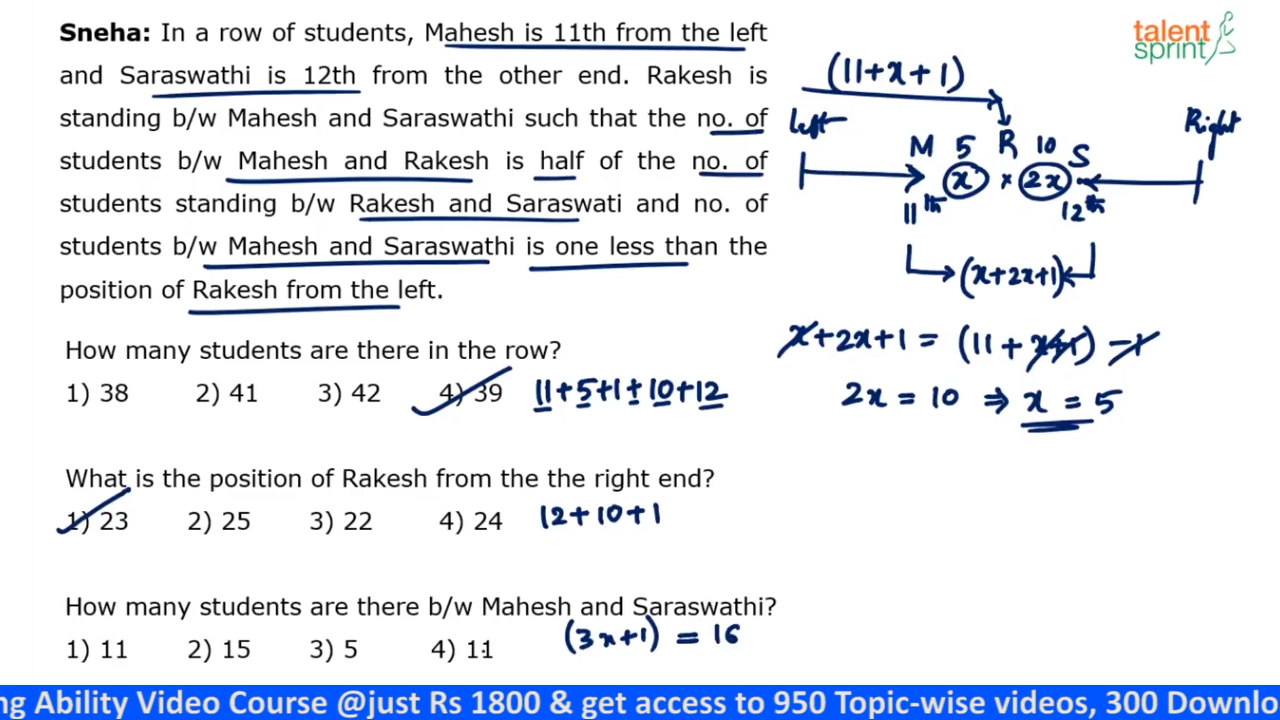 Sneha: In a row of students, Mahesh is 11th from the left
and Saraswathi is 12th from the other end. Rakesh is
standing b/w Mahesh and Saraswathi such that the no. of
students b/w Mahesh and Rakesh is half of the no. of
students standing b/w Rakesh and Saraswati and no. of
students b/w Mahesh and Saraswathi is one less than the
position of Rakesh from the left.
talent
sprint
(11+x+1)
left
Right
M 5 R 10 S
x × 2x
11th 12th
(x+2x+1)
x+2x+1 = (11+x+1) -1
2x = 10 ⇒ x = 5
How many students are there in the row?
1) 38 2) 41 3) 42 4) 39 11+5+1+10+12
What is the position of Rakesh from the the right end?
1) 23 2) 25 3) 22 4) 24 12+10+1
How many students are there b/w Mahesh and Saraswathi?
1) 11 2) 15 3) 5 4) 11 (3x+1) = 16
ng Ability Video Course @just Rs 1800 & get access to 950 Topic-wise videos, 300 Downlo